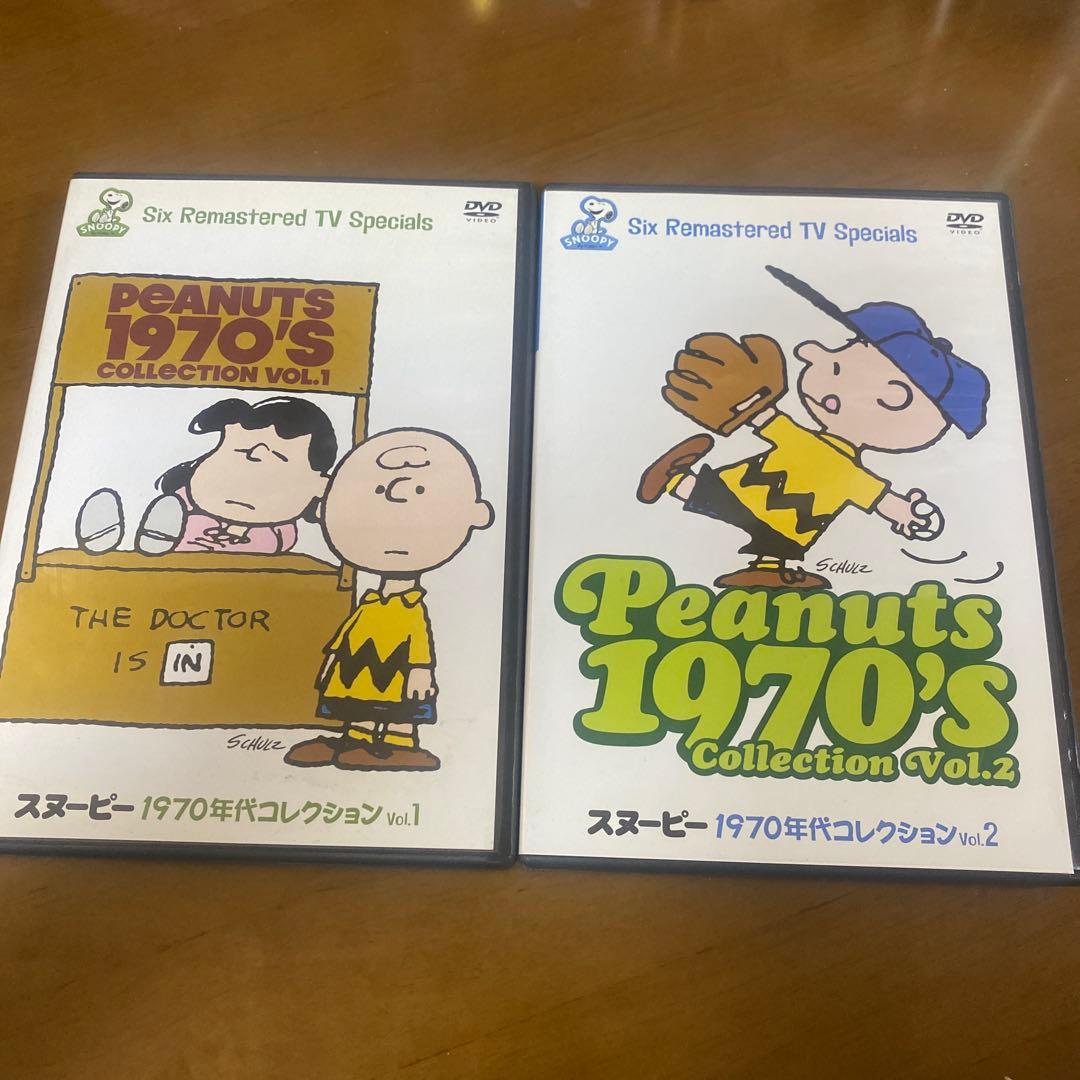 SNOOPY
Six Remastered TV Specials
DVD
VIDEO
PEANUTS
1970'S
COLLECTION VOL.1
THE DOCTOR
IS IN
SCHULZ
スヌーピー 1970年代コレクション Vol.1
SNOOPY
Six Remastered TV Specials
DVD
VIDEO
SCHULZ
Peanuts
1970's
Collection Vol.2
スヌーピー 1970年代コレクション Vol.2